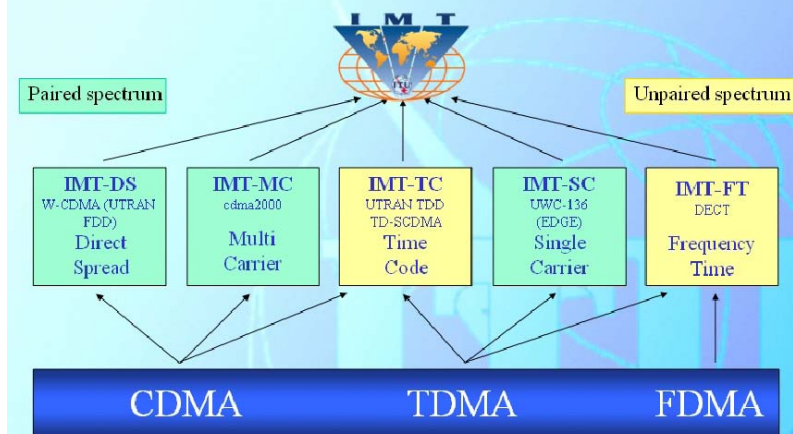 I M T
ITU
Paired spectrum
Unpaired spectrum
IMT-DS
W-CDMA (UTRAN
FDD)
Direct
Spread
IMT-MC
cdma2000
Multi
Carrier
IMT-TC
UTRAN TDD
TD-SCDMA
Time
Code
IMT-SC
UWC-136
(EDGE)
Single
Carrier
IMT-FT
DECT
Frequency
Time
CDMA
TDMA
FDMA